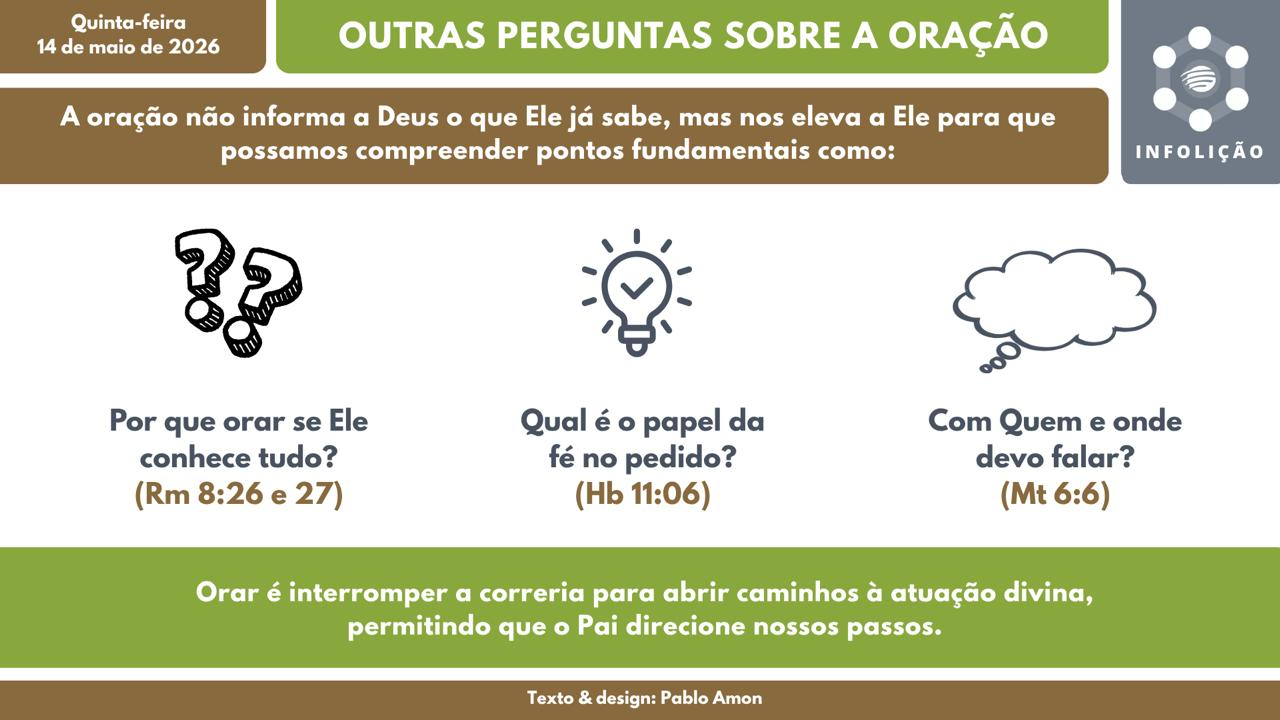 Quinta-feira
14 de maio de 2026
OUTRAS PERGUNTAS SOBRE A ORAÇÃO
INFOLIÇÃO
A oração não informa a Deus o que Ele já sabe, mas nos eleva a Ele para que
possamos compreender pontos fundamentais como:
Por que orar se Ele
conhece tudo?
(Rm 8:26 e 27)
Qual é o papel da
fé no pedido?
(Hb 11:06)
Com Quem e onde
devo falar?
(Mt 6:6)
Orar é interromper a correria para abrir caminhos à atuação divina,
permitindo que o Pai direcione nossos passos.
Texto & design: Pablo Amon